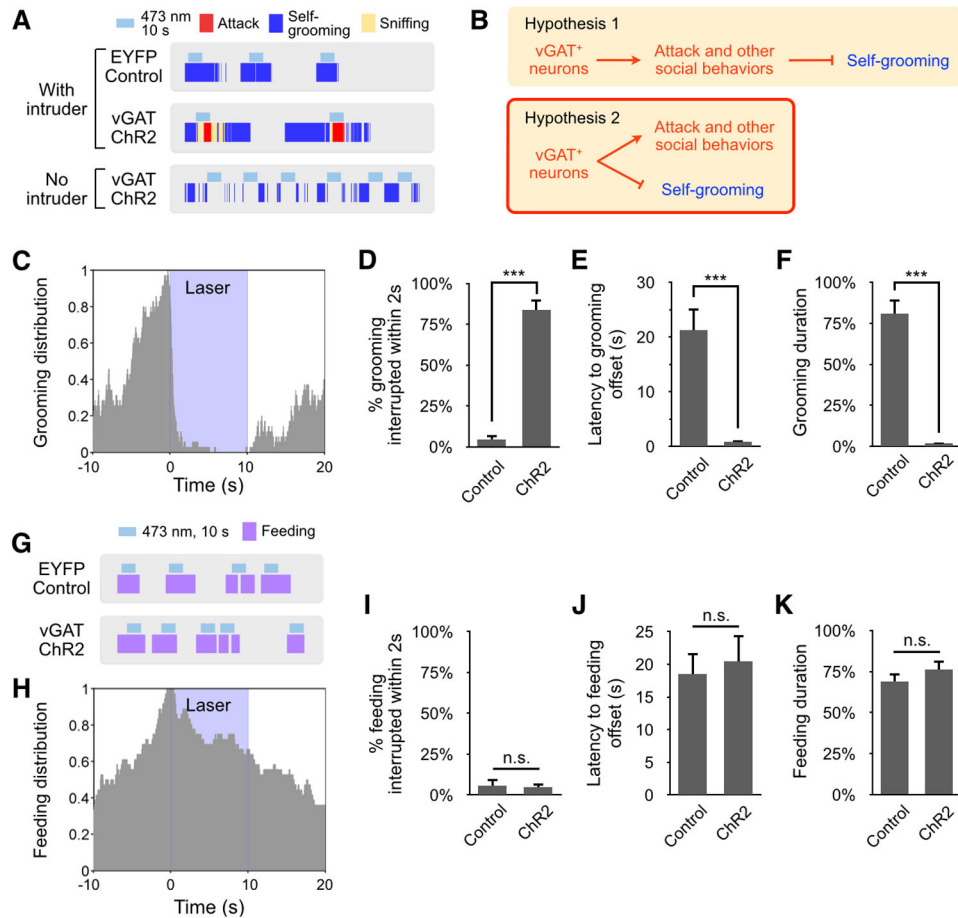 A
473 nm
10 s
Attack
Self-
grooming
Sniffing
With
intruder
EYFP
Control
vGAT
ChR2
No
intruder
vGAT
ChR2
B
Hypothesis 1
vGAT+
neurons
Attack and other
social behaviors
Self-grooming
Hypothesis 2
vGAT+
neurons
Attack and other
social behaviors
Self-grooming
C
Grooming distribution
1
0.8
0.6
0.4
0.2
0
Laser
-10
0
10
20
Time (s)
D
% grooming
interrupted within 2s
100%
75%
50%
25%
0%
***
Control
ChR2
E
Latency to grooming
offset (s)
30
20
10
0
***
Control
ChR2
F
Grooming duration
100%
75%
50%
25%
0%
***
Control
ChR2
G
473 nm, 10 s
Feeding
EYFP
Control
vGAT
ChR2
H
Feeding distribution
1
0.8
0.6
0.4
0.2
0
Laser
-10
0
10
20
Time (s)
I
% feeding
interrupted within 2s
100%
75%
50%
25%
0%
n.s.
Control
ChR2
J
Latency to feeding
offset (s)
25
20
15
10
5
0
n.s.
Control
ChR2
K
Feeding duration
100%
75%
50%
25%
0%
n.s.
Control
ChR2